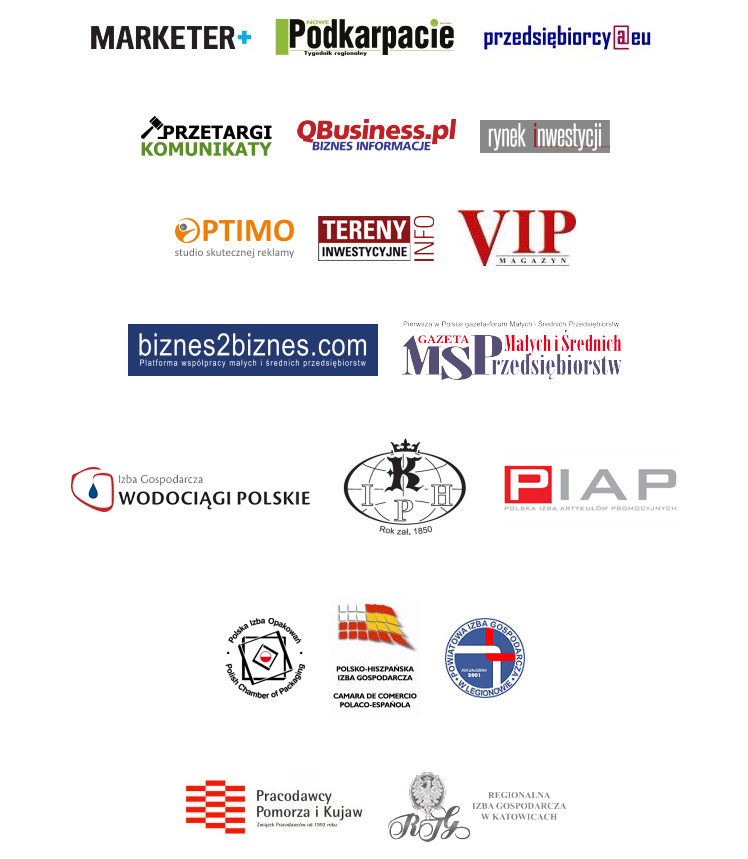 MARKETER+
NOWE
Podkarpacie
Tygodnik regionalny
przedsiębiorcy@eu
PRZETARGI
KOMUNIKATY
QBusiness.pl
BIZNES INFORMACJE
rynek inwestycji
OPTIMO
studio skutecznej reklamy
TERENY
INWESTYCYJNE
INFO
VIP
MAGAZYN
biznes2biznes.com
Platforma współpracy małych i średnich przedsiębiorstw
Pierwsza w Polsce gazeta-forum Małych i Średnich Przedsiębiorstw
GAZETA
MSP
Małych i Średnich
Przedsiębiorstw
Izba Gospodarcza
WODOCIĄGI POLSKIE
K
I P H
Rok zał. 1850
PIAP
POLSKA IZBA ARTYKUŁÓW PROMOCYJNYCH
Polska Izba Opakowań
Polish Chamber of Packaging
POLSKO-HISZPAŃSKA
IZBA GOSPODARCZA
CAMARA DE COMERCIO
POLACO-ESPAÑOLA
POWIATOWA IZBA GOSPODARCZA
ROK ZAŁOŻENIA
2001
W LEGIONOWIE
Pracodawcy
Pomorza i Kujaw
Związek Pracodawców od 1992 roku
RIG
REGIONALNA
IZBA GOSPODARCZA
W KATOWICACH